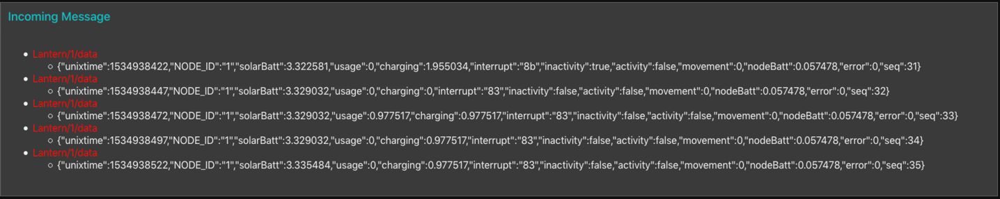 Incoming Message
Lantern/1/data
{"unixtime":1534938422,"NODE_ID":"1","solarBatt":3.322581,"usage":0,"charging":1.955034,"interrupt":"8b","inactivity":true,"activity":false,"movement":0,"nodeBatt":0.057478,"error":0,"seq":31}
Lantern/1/data
{"unixtime":1534938447,"NODE_ID":"1","solarBatt":3.329032,"usage":0,"charging":0,"interrupt":"83","inactivity":false,"activity":false,"movement":0,"nodeBatt":0.057478,"error":0,"seq":32}
Lantern/1/data
{"unixtime":1534938472,"NODE_ID":"1","solarBatt":3.329032,"usage":0.977517,"charging":0.977517,"interrupt":"83","inactivity":false,"activity":false,"movement":0,"nodeBatt":0.057478,"error":0,"seq":33}
Lantern/1/data
{"unixtime":1534938497,"NODE_ID":"1","solarBatt":3.329032,"usage":0,"charging":0.977517,"interrupt":"83","inactivity":false,"activity":false,"movement":0,"nodeBatt":0.057478,"error":0,"seq":34}
Lantern/1/data
{"unixtime":1534938522,"NODE_ID":"1","solarBatt":3.335484,"usage":0,"charging":0.977517,"interrupt":"83","inactivity":false,"activity":false,"movement":0,"nodeBatt":0.057478,"error":0,"seq":35}